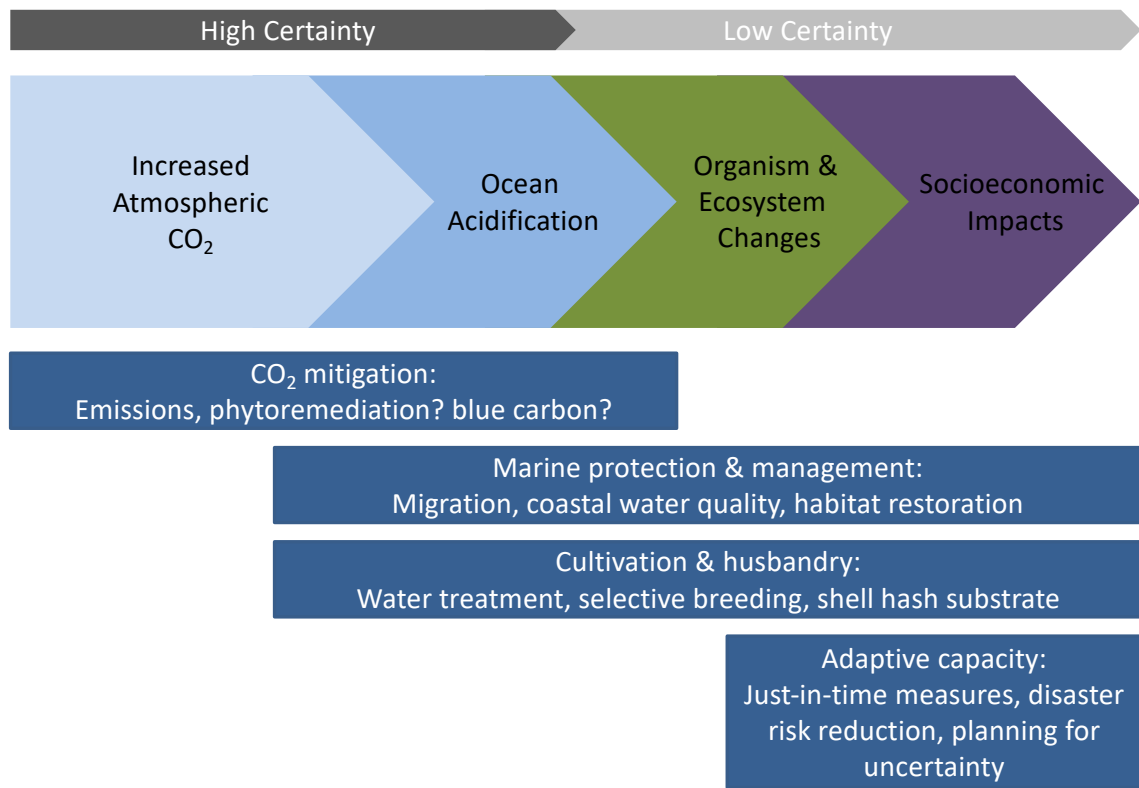 High Certainty
Low Certainty
Increased
Atmospheric
CO₂
Ocean
Acidification
Organism &
Ecosystem
Changes
Socioeconomic
Impacts
CO₂ mitigation:
Emissions, phytoremediation? blue carbon?
Marine protection & management:
Migration, coastal water quality, habitat restoration
Cultivation & husbandry:
Water treatment, selective breeding, shell hash substrate
Adaptive capacity:
Just-in-time measures, disaster
risk reduction, planning for
uncertainty